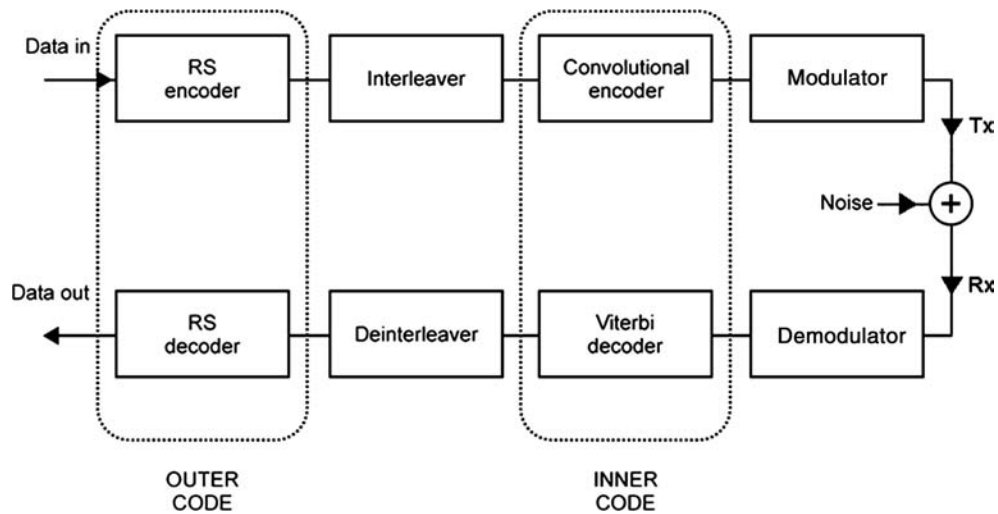 Data in
RS
encoder
Interleaver
Convolutional
encoder
Modulator
Tx
Noise
+
Rx
Data out
RS
decoder
Deinterleaver
Viterbi
decoder
Demodulator
OUTER
CODE
INNER
CODE